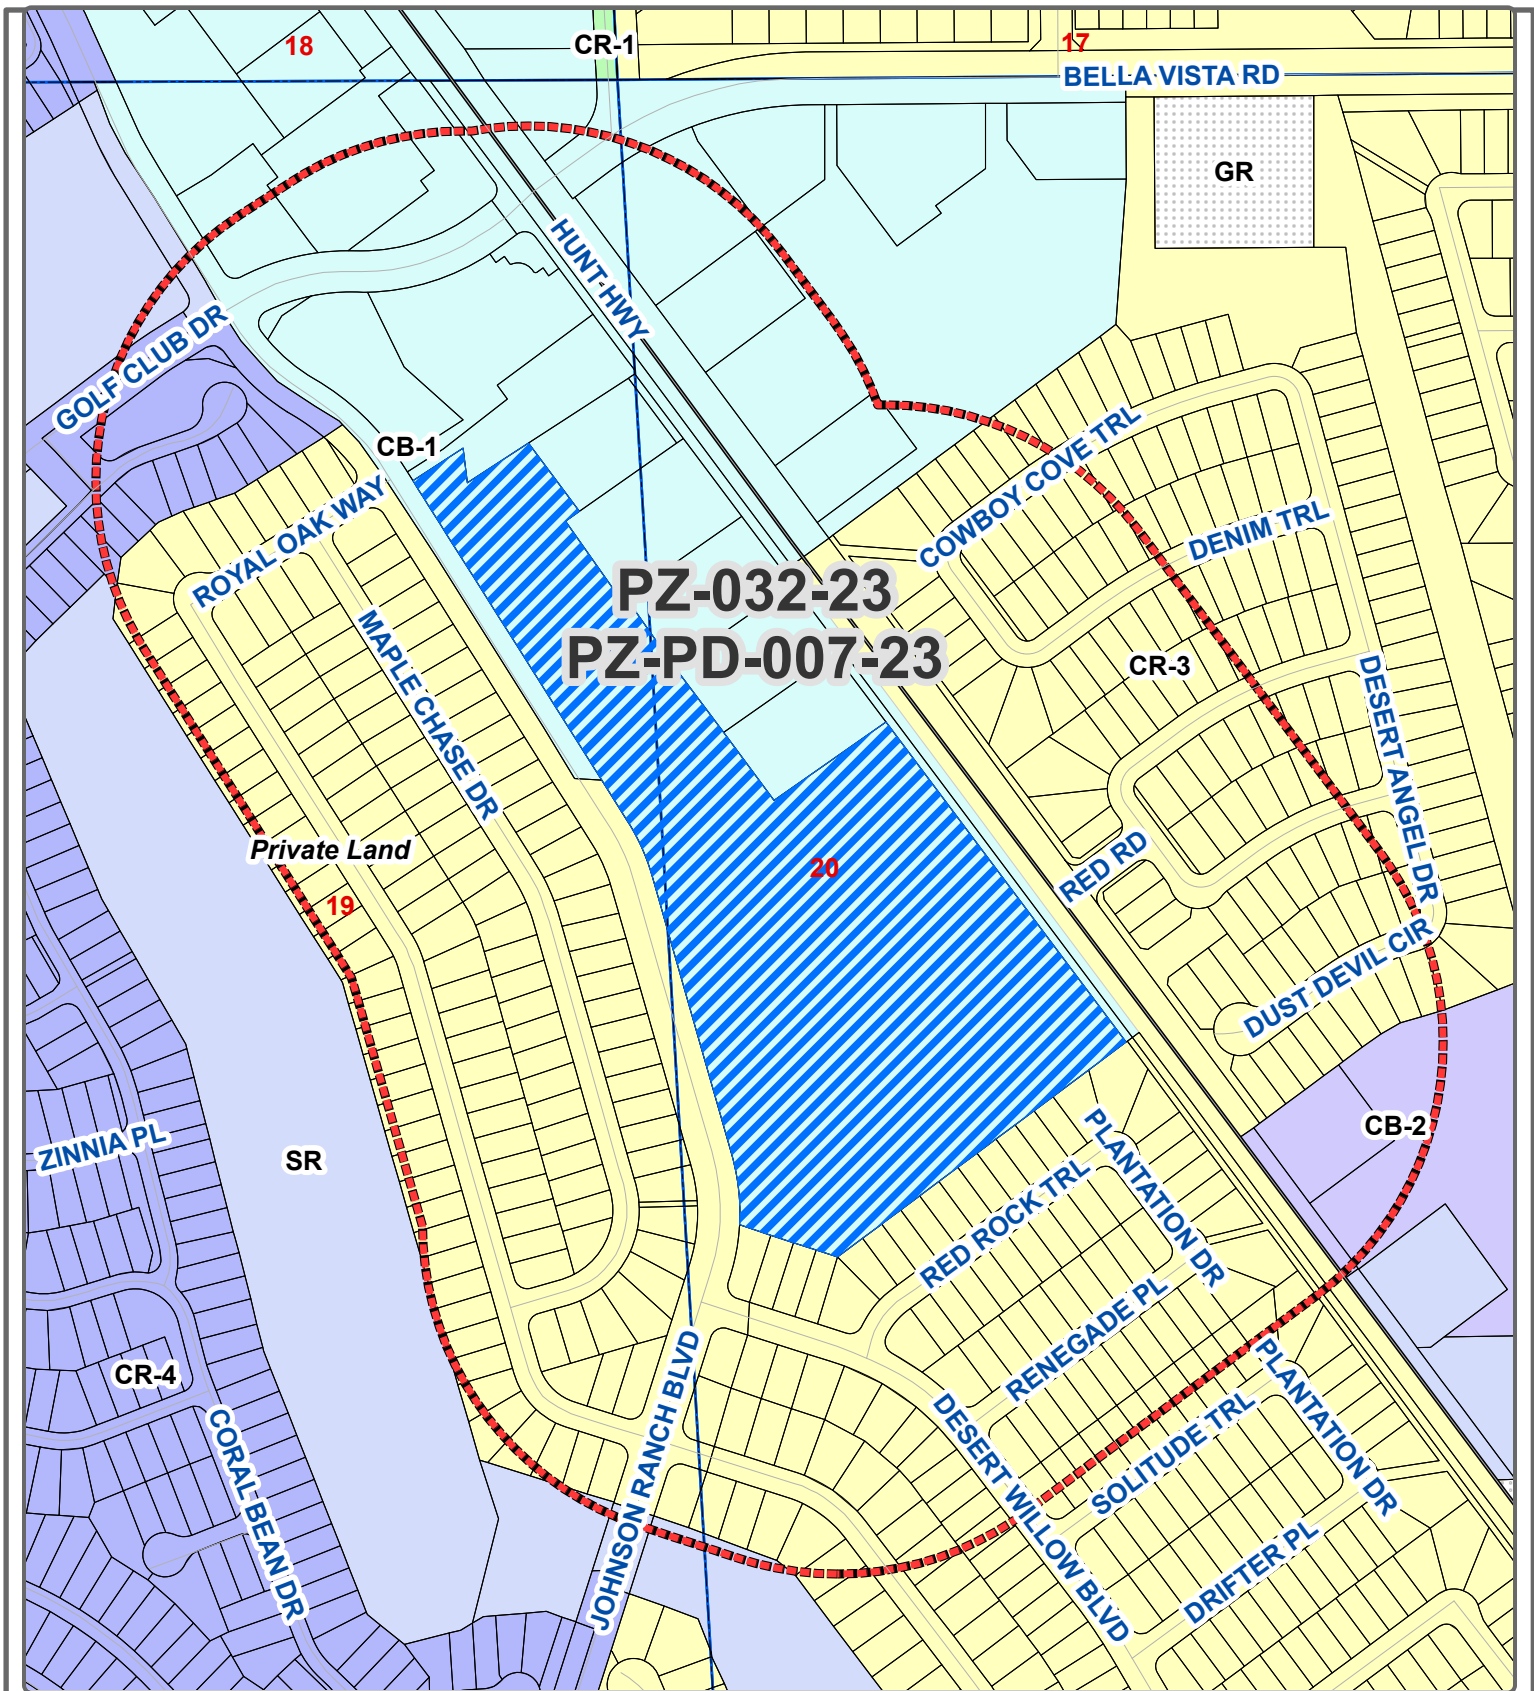 18
CR-1
17
BELLA VISTA RD
GR
HUNT HWY
GOLF CLUB DR
CB-1
COWBOY COVE TRL
ROYAL OAK WAY
DENIM TRL
PZ-032-23
PZ-PD-007-23
MAPLE CHASE DR
CR-3
DESERT ANGEL DR
Private Land
20
RED RD
19
DUST DEVIL CIR
CB-2
ZINNIA PL
SR
PLANTATION DR
RED ROCK TRL
RENEGADE PL
CR-4
JOHNSON RANCH BLVD
PLANTATION DR
CORAL BEAN DR
DESERT WILLOW BLVD
SOLITUDE TRL
DRIFTER PL